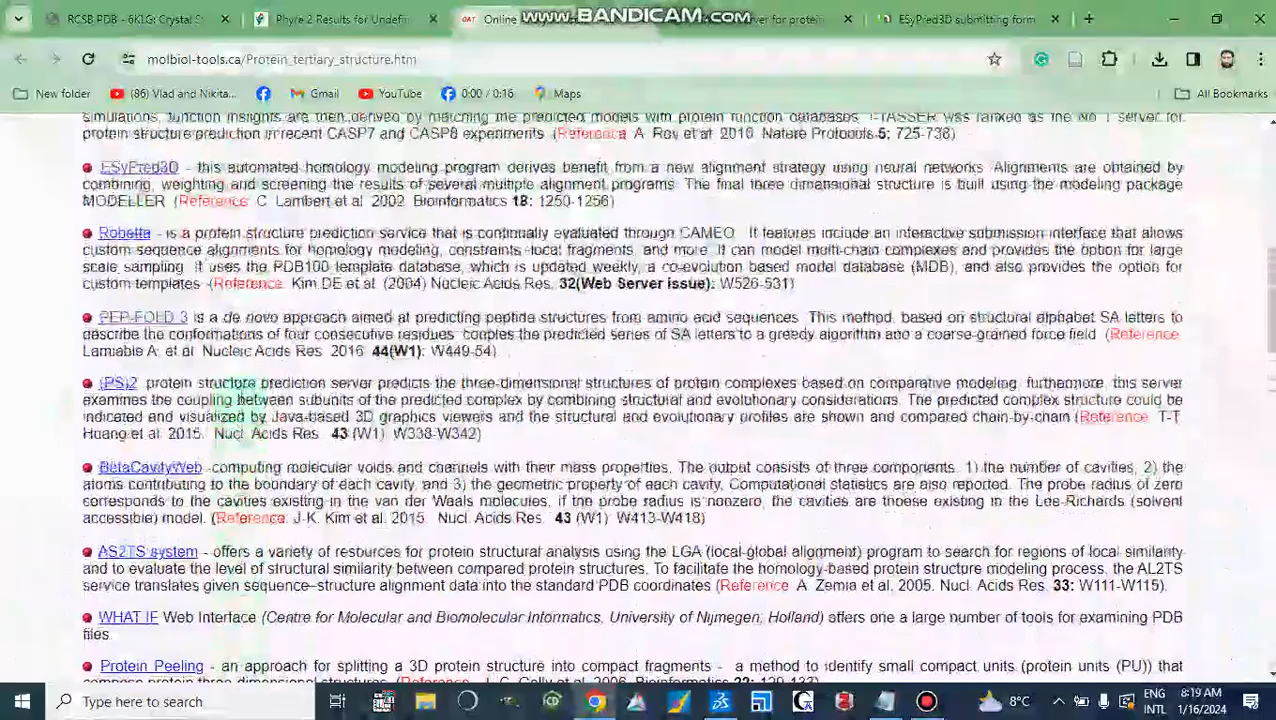 RCSB PDB - 6KLG: Crystal S
Phyre 2 Results for Undefin
Online
www.BANDICAM.com
server for protein
ESyPred3D submitting form
molbiol-tools.ca/Protein_tertiary_structure.htm
New folder
(86) Vlad and Nikita...
Gmail
YouTube
0:00 / 0:16
Maps
All Bookmarks
simulations, function insights are then derived by matching the predicted models with protein function databases. I-TASSER was ranked as the No 1 server for
protein structure prediction in recent CASP7 and CASP8 experiments. (Reference: A. Roy et al. 2010. Nature Protocols 5: 725-738)
ESyPred3D - this automated homology modeling program derives benefit from a new alignment strategy using neural networks. Alignments are obtained by
combining, weighting and screening the results of several multiple alignment programs. The final three dimensional structure is built using the modeling package
MODELLER (Reference: C. Lambert et al. 2002. Bioinformatics 18: 1250-1256)
Robetta - is a protein structure prediction service that is continually evaluated through CAMEO. It features include an interactive submission interface that allows
custom sequence alignments for homology modeling, constraints, local fragments, and more. It can model multi-chain complexes and provides the option for large
scale sampling. It uses the PDB100 template database, which is updated weekly, a co-evolution based model database (MDB), and also provides the option for
custom templates -(Reference: Kim DE et al. (2004) Nucleic Acids Res. 32(Web Server issue): W526-531)
PEP-FOLD 3 is a de novo approach aimed at predicting peptide structures from amino acid sequences. This method, based on structural alphabet SA letters to
describe the conformations of four consecutive residues, couples the predicted series of SA letters to a greedy algorithm and a coarse-grained force field. (Reference:
Lamiable A, et al. Nucleic Acids Res. 2016 44(W1): W449-54)
(PS)2 protein structure prediction server predicts the three-dimensional structures of protein complexes based on comparative modeling; furthermore, this server
examines the coupling between subunits of the predicted complex by combining structural and evolutionary considerations. The predicted complex structure could be
indicated and visualized by Java-based 3D graphics viewers and the structural and evolutionary profiles are shown and compared chain-by-chain (Reference: T-T.
Huang et al. 2015. Nucl. Acids Res. 43 (W1) W338-W342)
BetaCavityWeb -computing molecular voids and channels with their mass properties. The output consists of three components: 1) the number of cavities, 2) the
atoms contributing to the boundary of each cavity, and 3) the geometric property of each cavity. Computational statistics are also reported. The probe radius of zero
corresponds to the cavities existing in the van der Waals molecules, if the probe radius is nonzero, the cavities are those existing in the Lee-Richards (solvent
accessible) model. (Reference: J-K. Kim et al. 2015. Nucl. Acids Res. 43 (W1) W413-W418)
AS2TS system - offers a variety of resources for protein structural analysis using the LGA (local-global alignment) program to search for regions of local similarity
and to evaluate the level of structural similarity between compared protein structures. To facilitate the homology-based protein structure modeling process, the AL2TS
service translates given sequence–structure alignment data into the standard PDB coordinates (Reference: A. Zemla et al. 2005. Nucl. Acids Res. 33: W111-W115).
WHAT IF Web Interface (Centre for Molecular and Biomolecular Informatics, University of Nijmegen, Holland) offers one a large number of tools for examining PDB
files.
Protein Peeling - an approach for splitting a 3D protein structure into compact fragments - a method to identify small compact units (protein units (PU)) that
compose protein three-dimensional structures. (Reference: J. C. Gelly et al. 2006. Bioinformatics 22: 129-133)
Type here to search
8°C
ENG
INTL
8:19 AM
1/16/2024